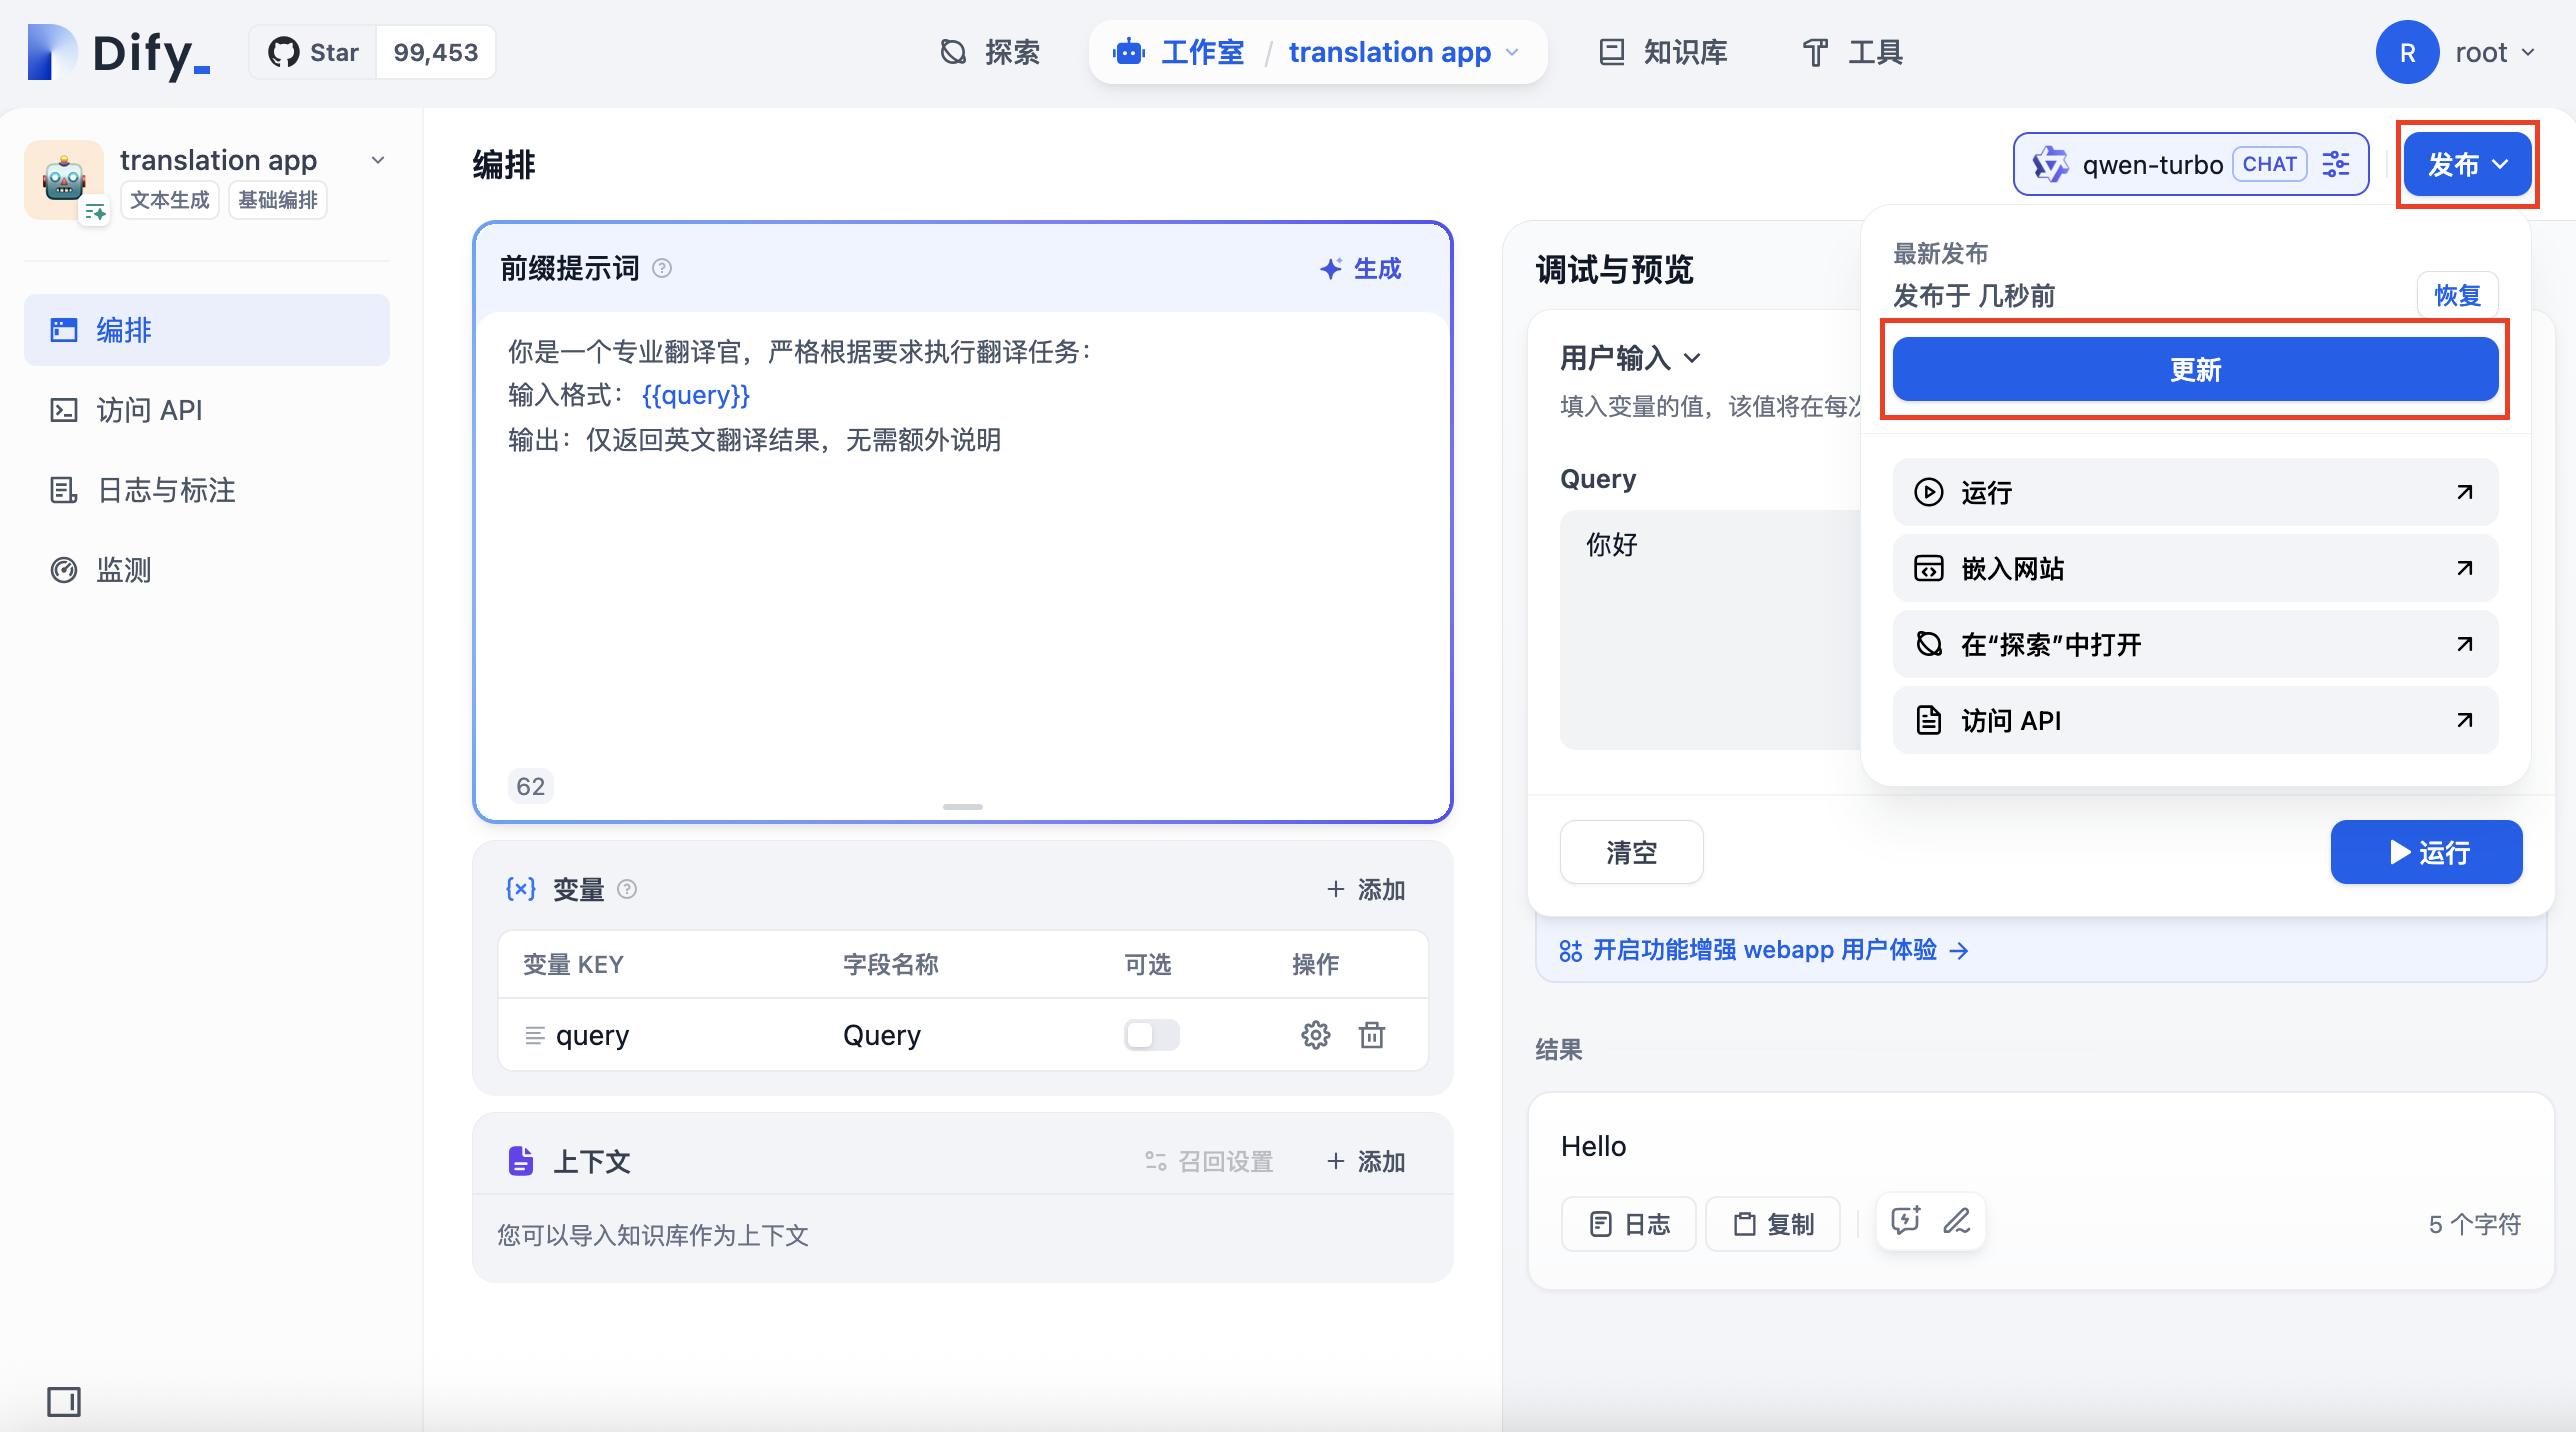 Dify_
Star 99,453
探索
工作室 / translation app
知识库
工具
R root
translation app
文本生成 基础编排
编排
访问 API
日志与标注
监测
编排
qwen-turbo CHAT
发布
前缀提示词
生成
你是一个专业翻译官，严格根据要求执行翻译任务：
输入格式： {{query}}
输出：仅返回英文翻译结果，无需额外说明
62
变量
添加
变量 KEY 字段名称 可选 操作
query Query
上下文
召回设置
添加
您可以导入知识库作为上下文
调试与预览
用户输入
填入变量的值，该值将在每次
Query
你好
清空
运行
开启功能增强 webapp 用户体验
结果
Hello
日志 复制
5 个字符
最新发布
发布于 几秒前
恢复
更新
运行
嵌入网站
在“探索”中打开
访问 API